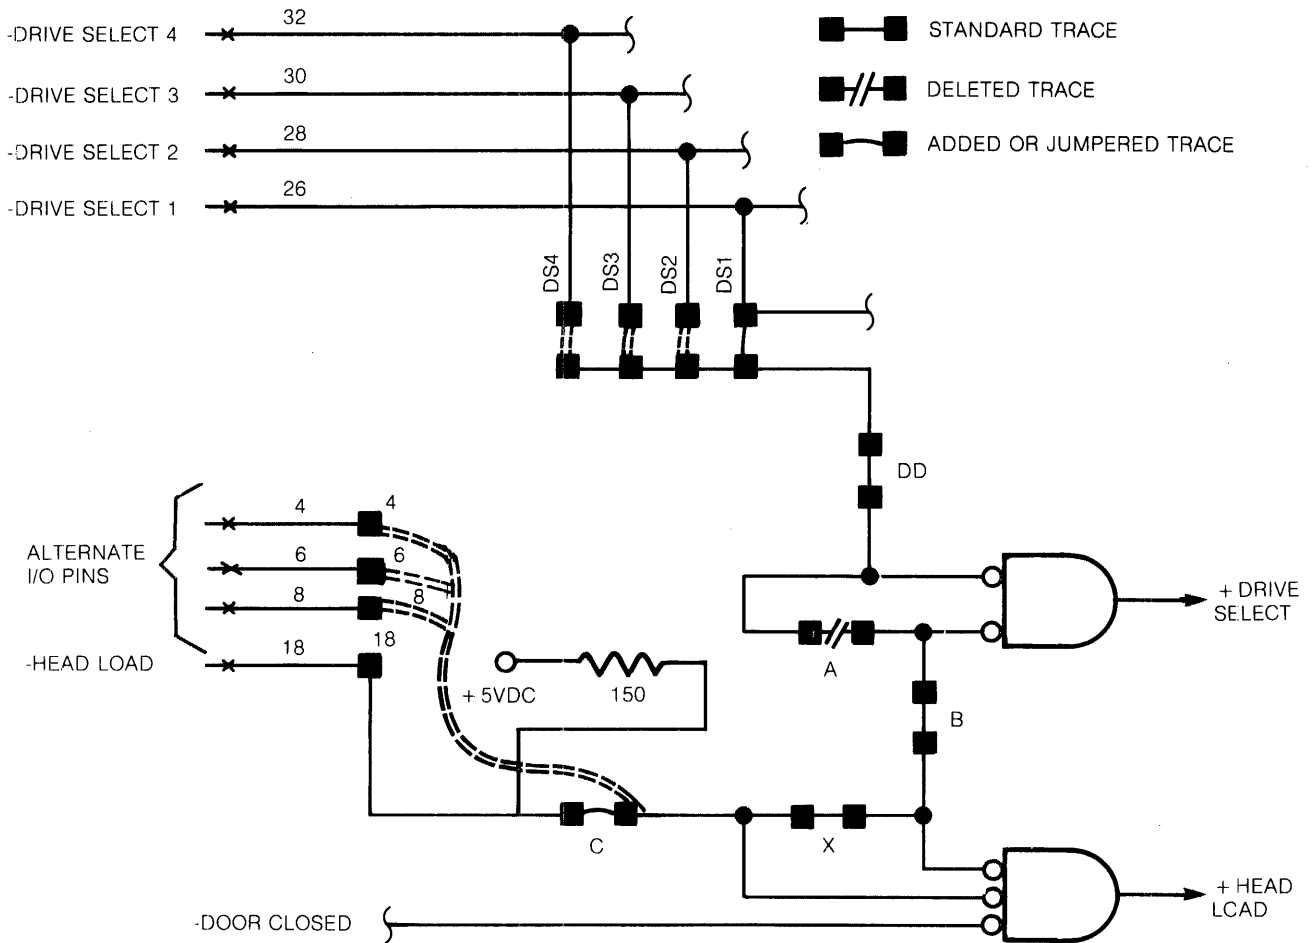 -DRIVE SELECT 4
32
-DRIVE SELECT 3
30
-DRIVE SELECT 2
28
-DRIVE SELECT 1
26
STANDARD TRACE
DELETED TRACE
ADDED OR JUMPERED TRACE
DS4
DS3
DS2
DS1
DD
ALTERNATE
I/O PINS
4
4
6
6
8
8
-HEAD LOAD
18
18
+ 5VDC
150
A
B
C
X
+ DRIVE
SELECT
+ HEAD
LCAD
-DOOR CLOSED